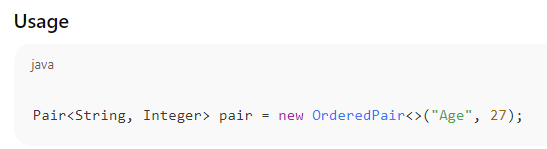 Usage
java
Pair<String, Integer> pair = new OrderedPair<>("Age", 27);